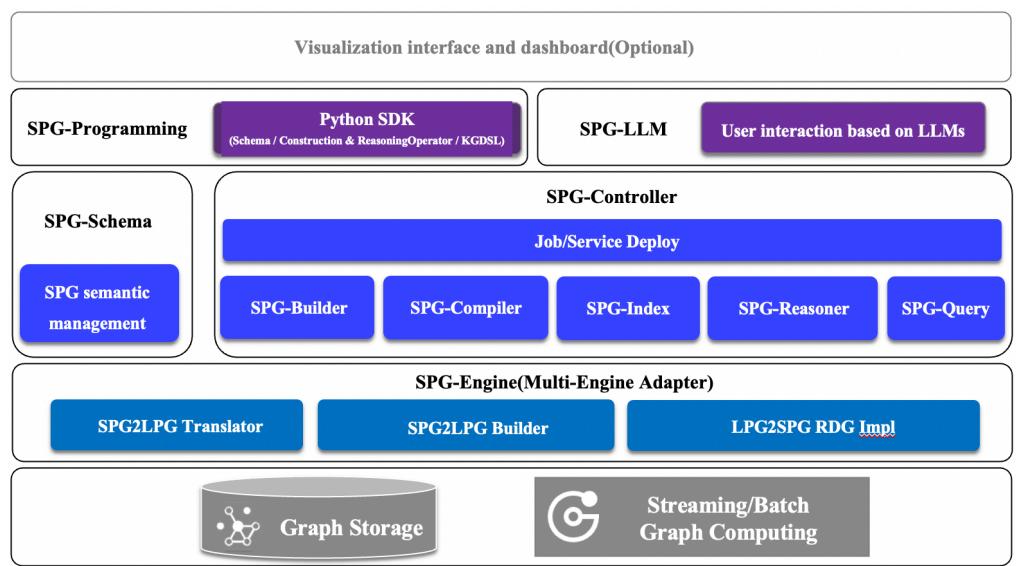 Visualization interface and dashboard(Optional)
SPG-Programming
Python SDK
(Schema / Construction & ReasoningOperator / KGDSL)
SPG-LLM
User interaction based on LLMs
SPG-Schema
SPG semantic
management
SPG-Controller
Job/Service Deploy
SPG-Builder
SPG-Compiler
SPG-Index
SPG-Reasoner
SPG-Query
SPG-Engine(Multi-Engine Adapter)
SPG2LPG Translator
SPG2LPG Builder
LPG2SPG RDG Impl
Graph Storage
Streaming/Batch
Graph Computing